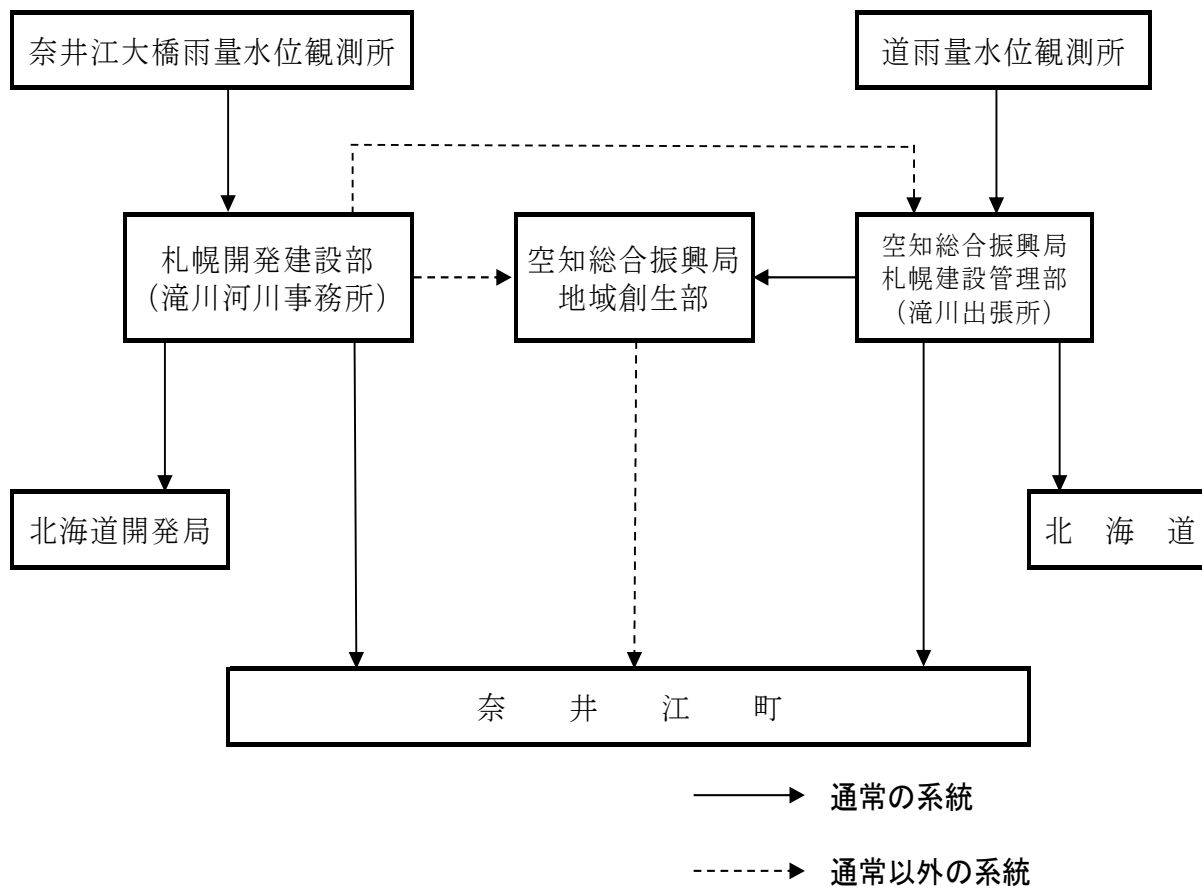 奈井江大橋雨量水位観測所
道雨量水位観測所
札幌開発建設部
（滝川河川事務所）
空知総合振興局
地域創生部
空知総合振興局
札幌建設管理部
（滝川出張所）
北海道開発局
北　海　道
奈　井　江　町
通常の系統
通常以外の系統